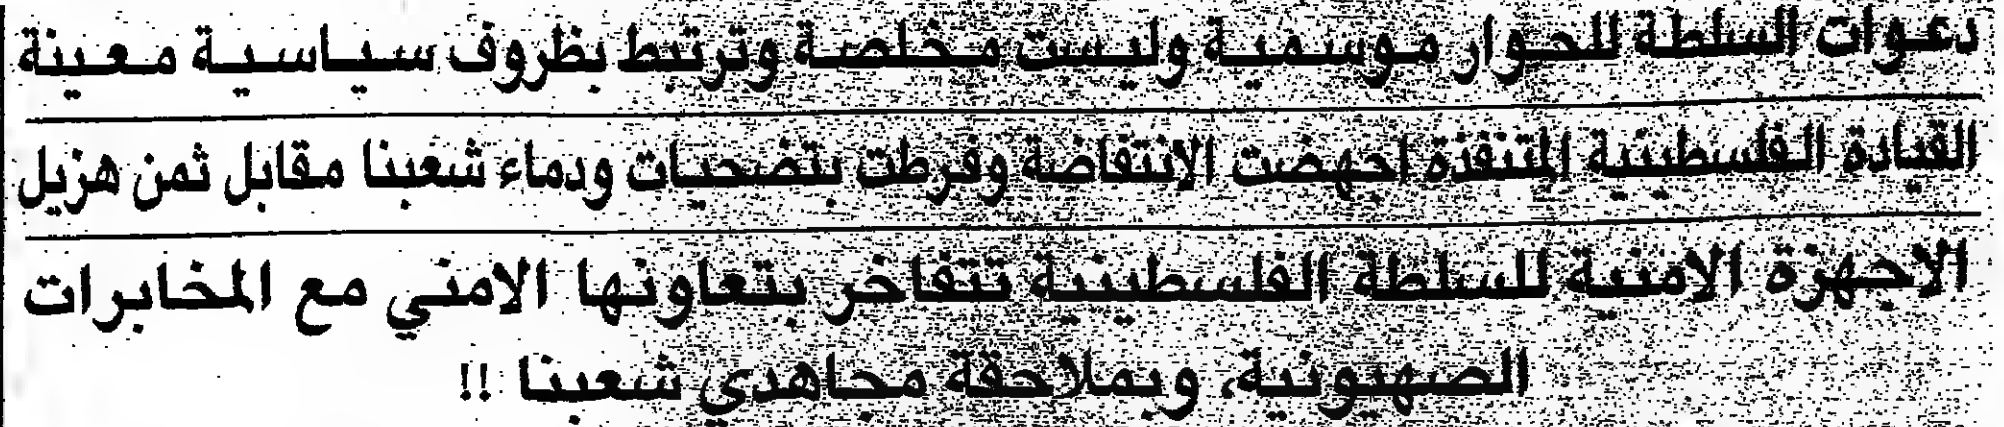 دعوات السلطة للحوار موسمية وليست مخلصة وترتبط بظروف سياسية معينة
القيادة الفلسطينية المتنفذة اجهضت الانتفاضة وفرطت بتضحيات ودماء شعبنا مقابل ثمن هزيل
الاجهزة الامنية للسلطة الفلسطينية تتفاخر بتعاونها الامني مع المخابرات
الصهيونية، وبملاحقة مجاهدي شعبنا !!